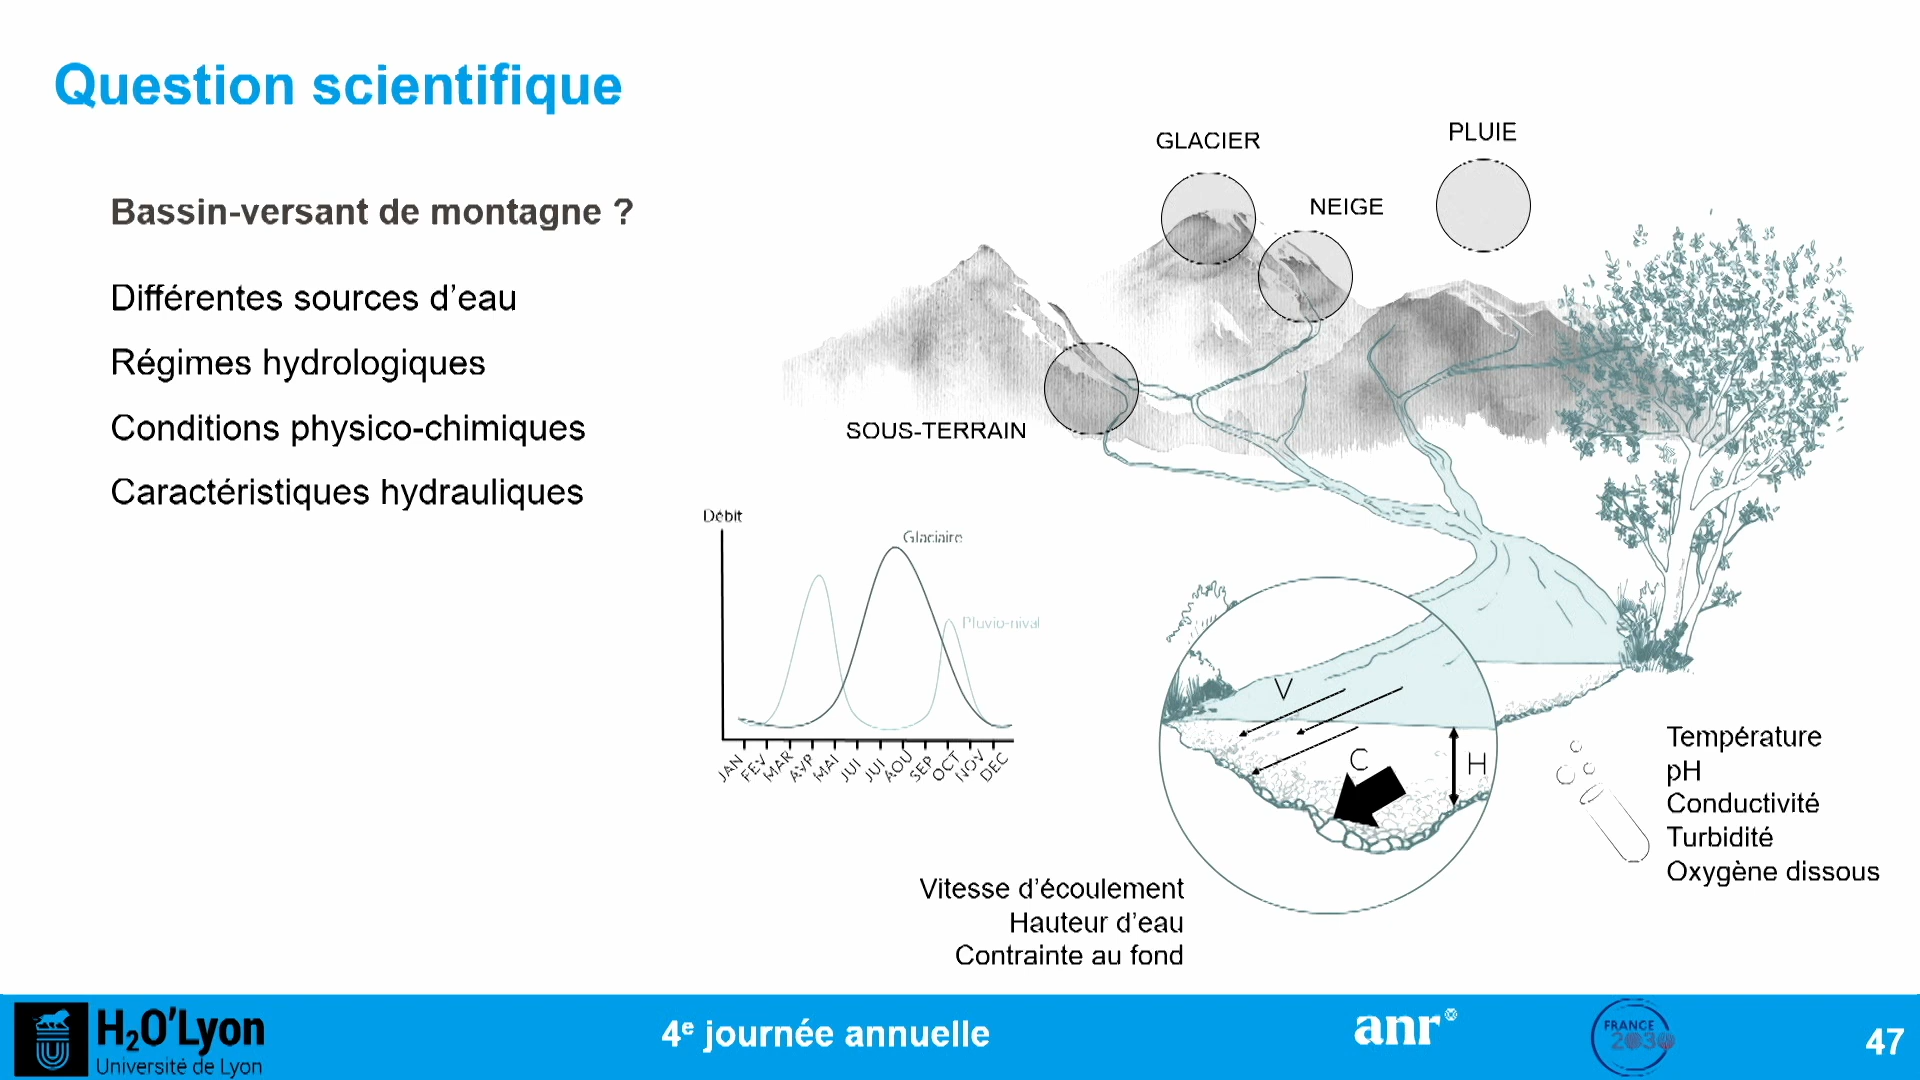 Question scientifique
Bassin-versant de montagne ?
Différentes sources d’eau
Régimes hydrologiques
Conditions physico-chimiques
Caractéristiques hydrauliques
GLACIER
PLUIE
NEIGE
SOUS-TERRAIN
Débit
Glaciaire
Pluvio-nival
JAN FEV MAR AVR MAI JUI JUI AOU SEP OCT NOV DEC
V
C
H
Vitesse d’écoulement
Hauteur d’eau
Contrainte au fond
Température
pH
Conductivité
Turbidité
Oxygène dissous
H₂O’Lyon
Université de Lyon
4e journée annuelle
anr
FRANCE
2030
47